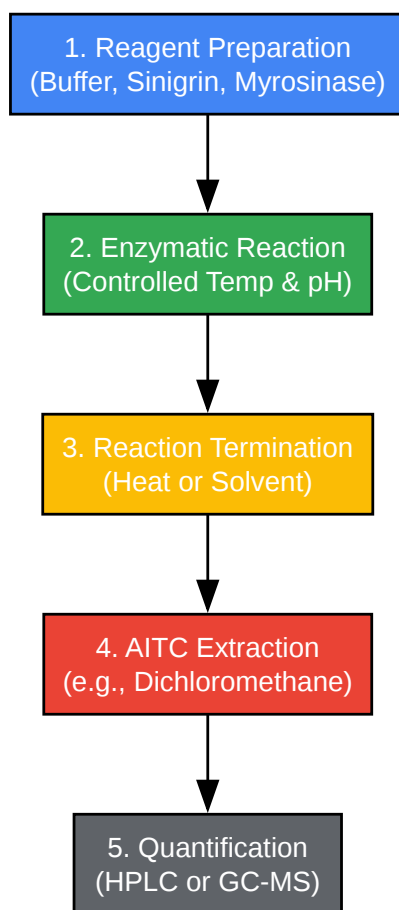 1. Reagent Preparation
(Buffer, Sinigrin, Myrosinase)
2. Enzymatic Reaction
(Controlled Temp & pH)
3. Reaction Termination
(Heat or Solvent)
4. AITC Extraction
(e.g., Dichloromethane)
5. Quantification
(HPLC or GC-MS)